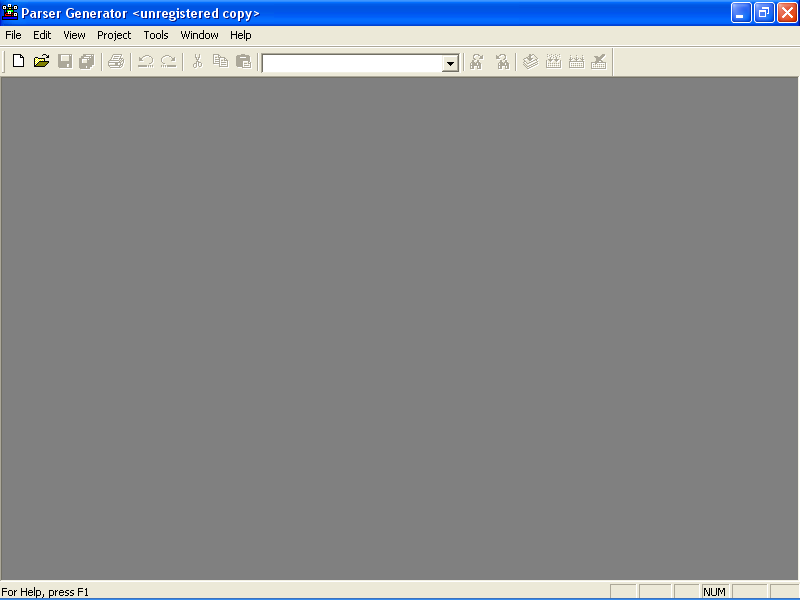 Parser Generator <unregistered copy>
File Edit View Project Tools Window Help
For Help, press F1
NUM